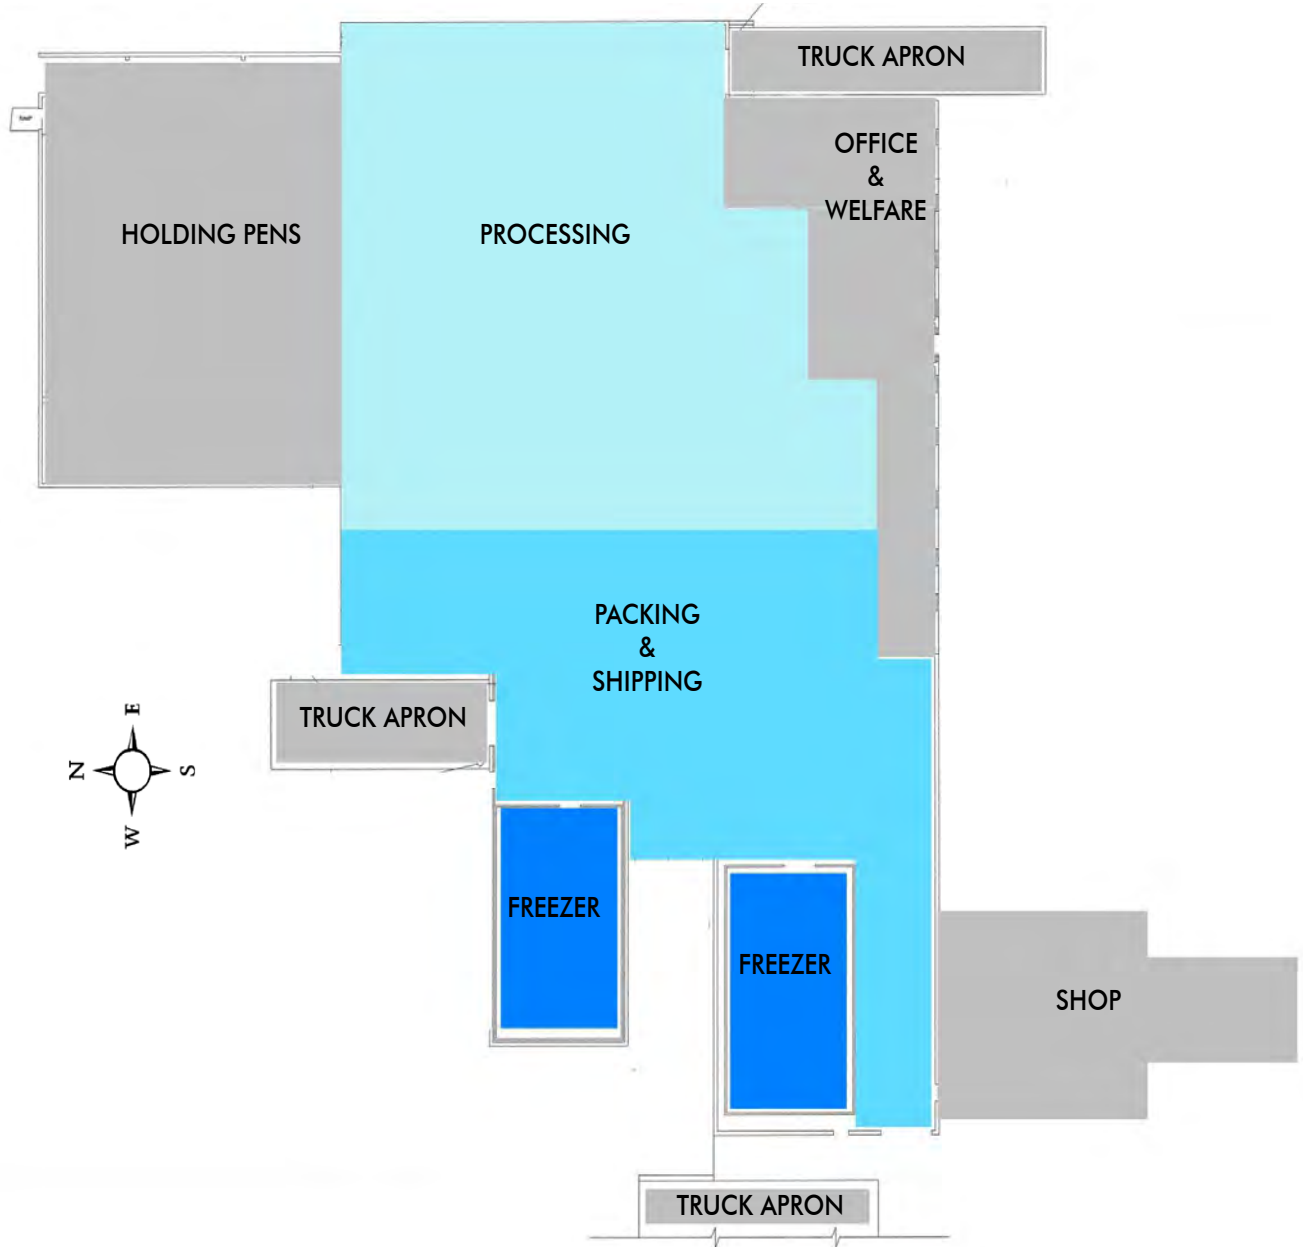 TRUCK APRON
OFFICE
&
WELFARE
HOLDING PENS
PROCESSING
PACKING
&
SHIPPING
TRUCK APRON
E
N
S
W
FREEZER
FREEZER
SHOP
TRUCK APRON